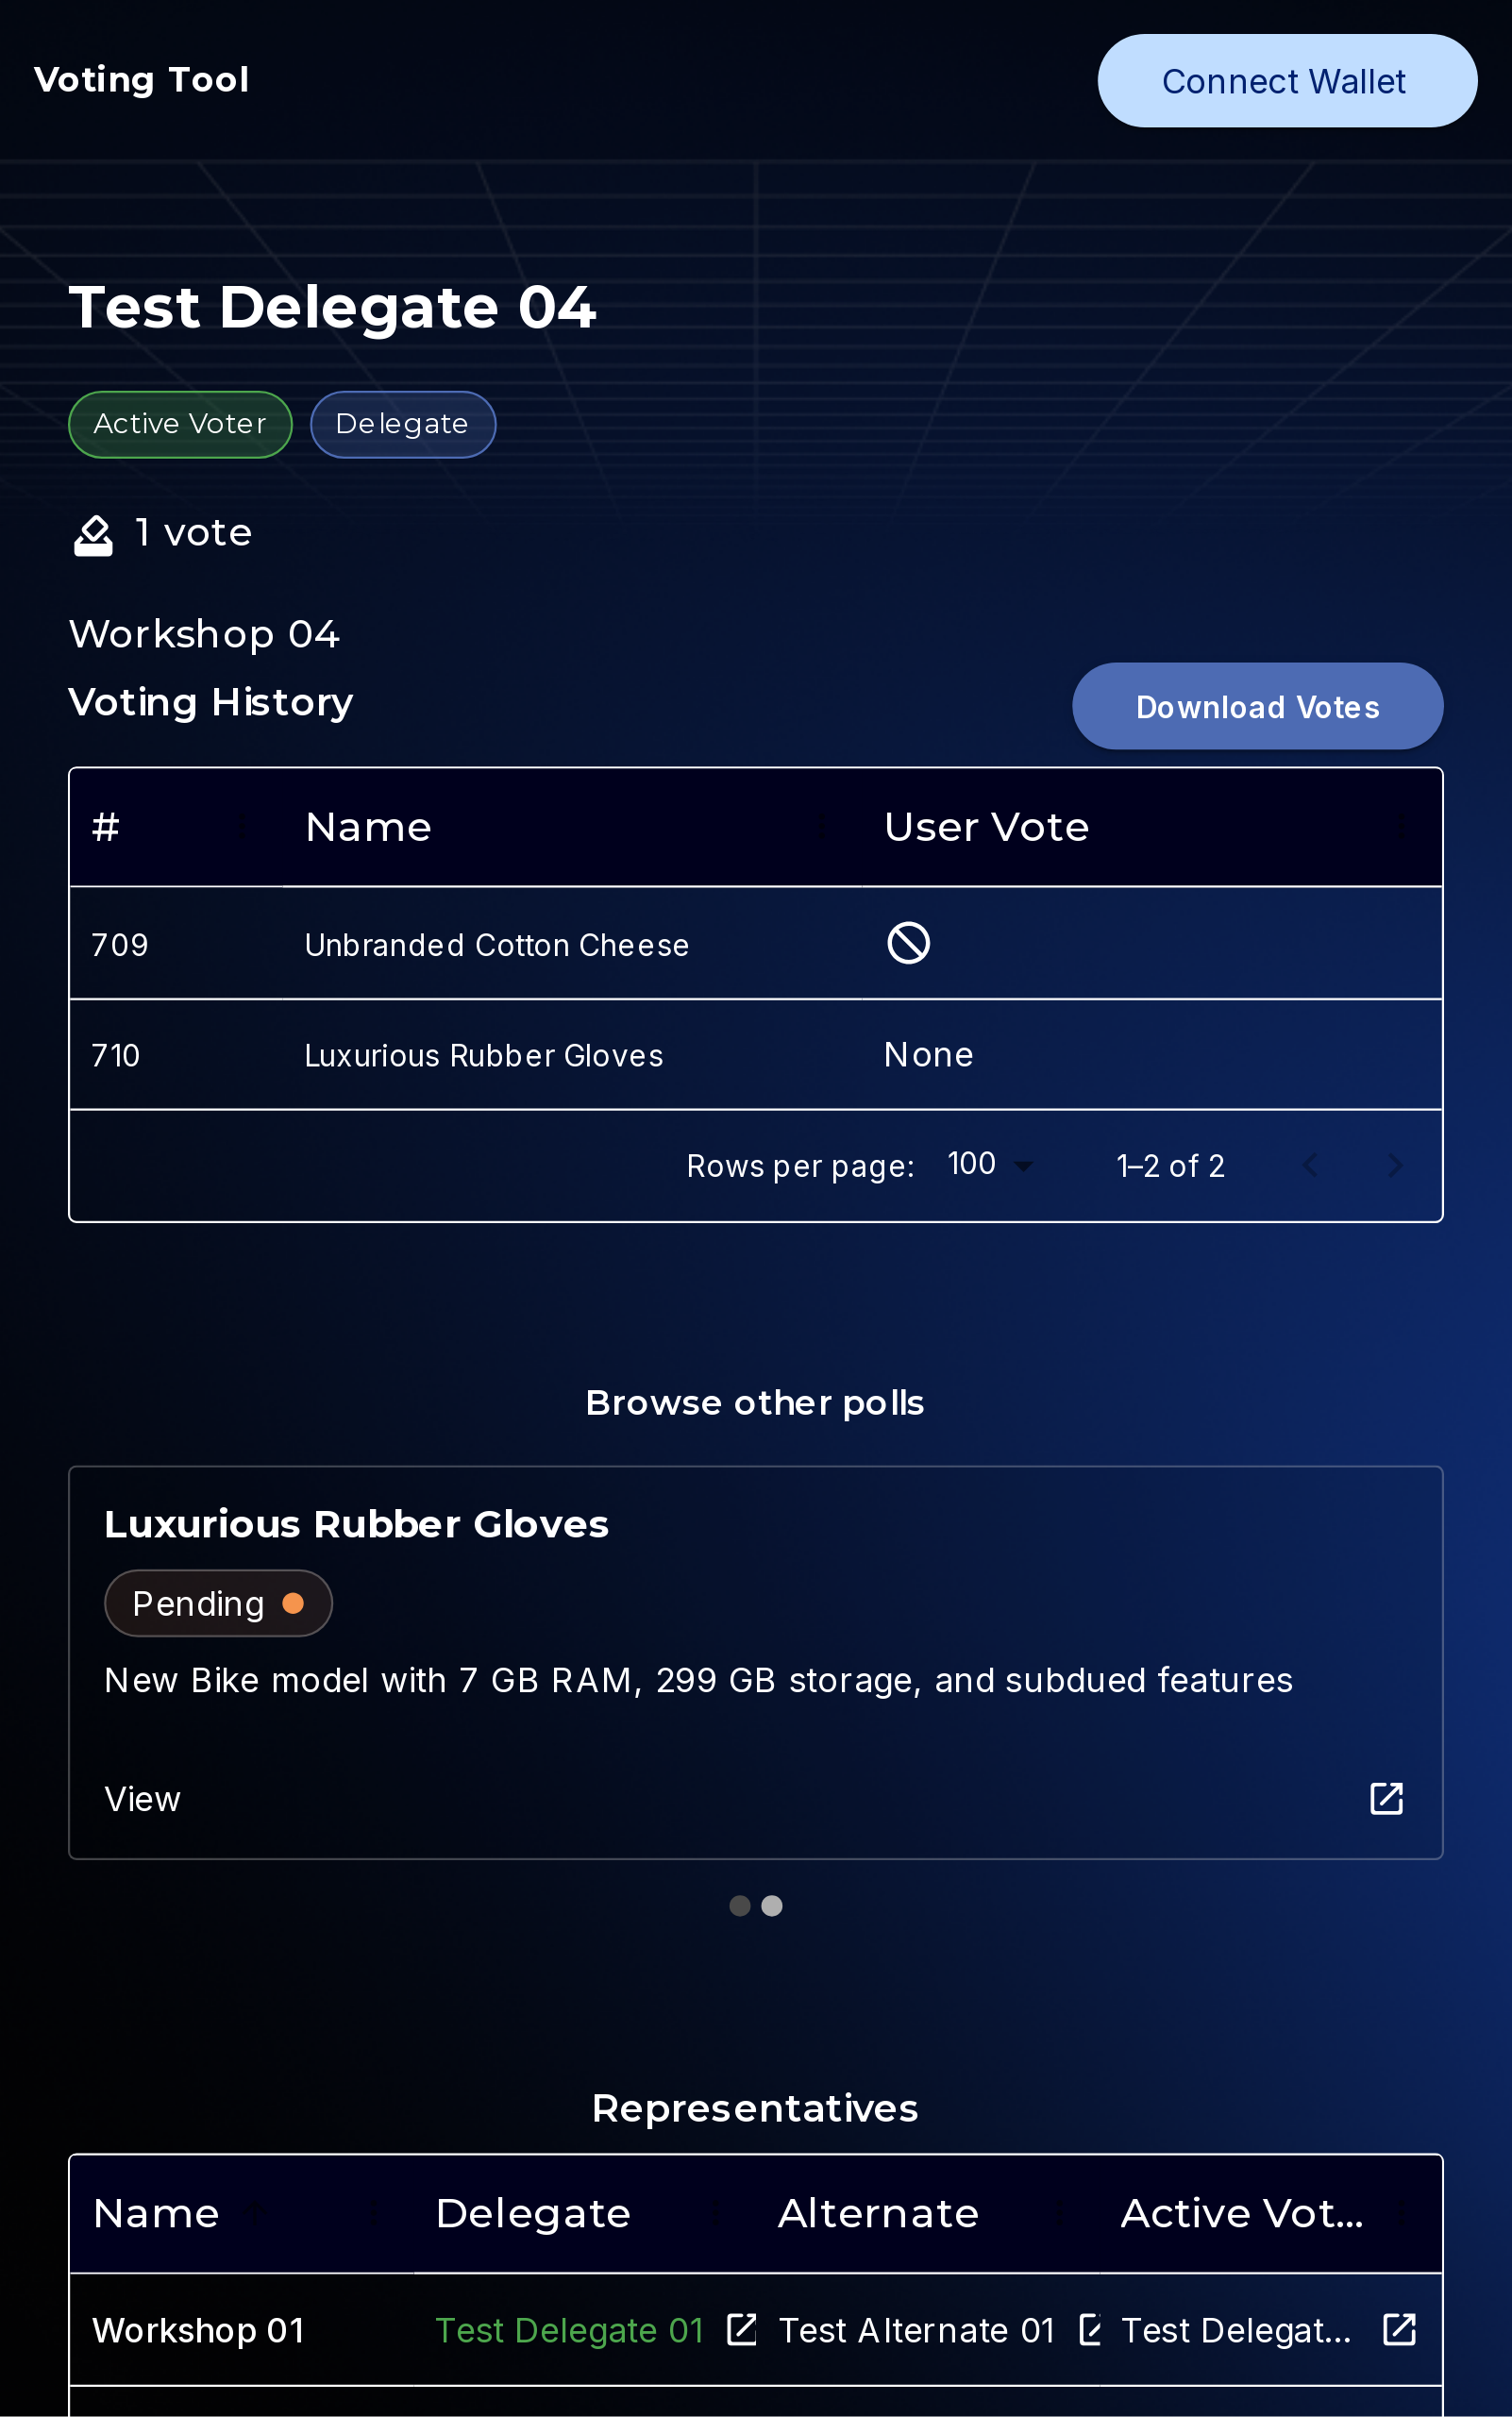 Voting Tool
Connect Wallet
Test Delegate 04
Active Voter
Delegate
1 vote
Workshop 04
Voting History
Download Votes
# Name User Vote
709 Unbranded Cotton Cheese
710 Luxurious Rubber Gloves None
Rows per page: 100 1–2 of 2
Browse other polls
Luxurious Rubber Gloves
Pending
New Bike model with 7 GB RAM, 299 GB storage, and subdued features
View
Representatives
Name Delegate Alternate Active Vot...
Workshop 01 Test Delegate 01 Test Alternate 01 Test Delegat...